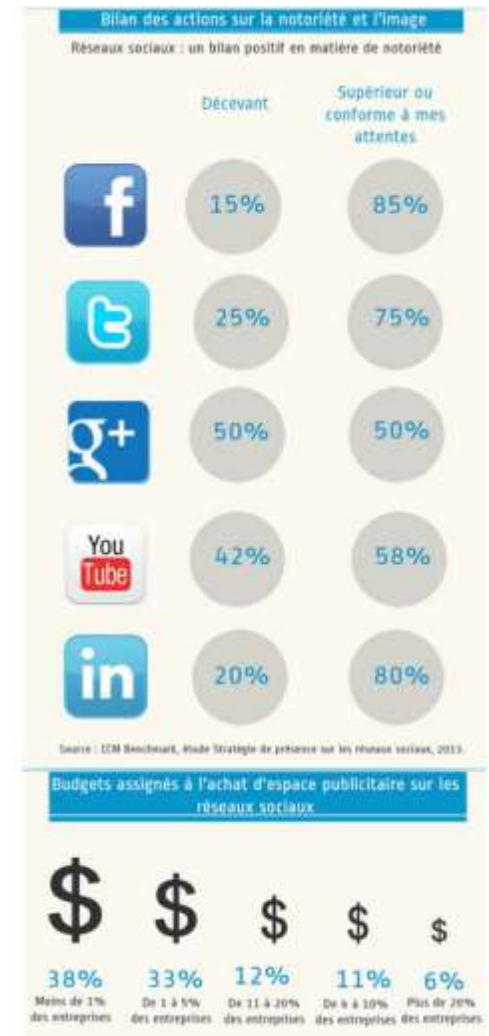 Bilan des actions sur la notoriété et l'image
Réseaux sociaux : un bilan positif en matière de notoriété
Décevant
Supérieur ou
conforme à mes
attentes
f
15% 85%
t
25% 75%
g+
50% 50%
You
Tube
42% 58%
in
20% 80%
Source : CCM Benchmark, étude Stratégie de présence sur les réseaux sociaux, 2013.
Budgets assignés à l'achat d'espace publicitaire sur les
réseaux sociaux
$ $ $ $ $
38% 33% 12% 11% 6%
Moins de 1% De 1 à 5% De 11 à 20% De 6 à 10% Plus de 20%
des entreprises des entreprises des entreprises des entreprises des entreprises